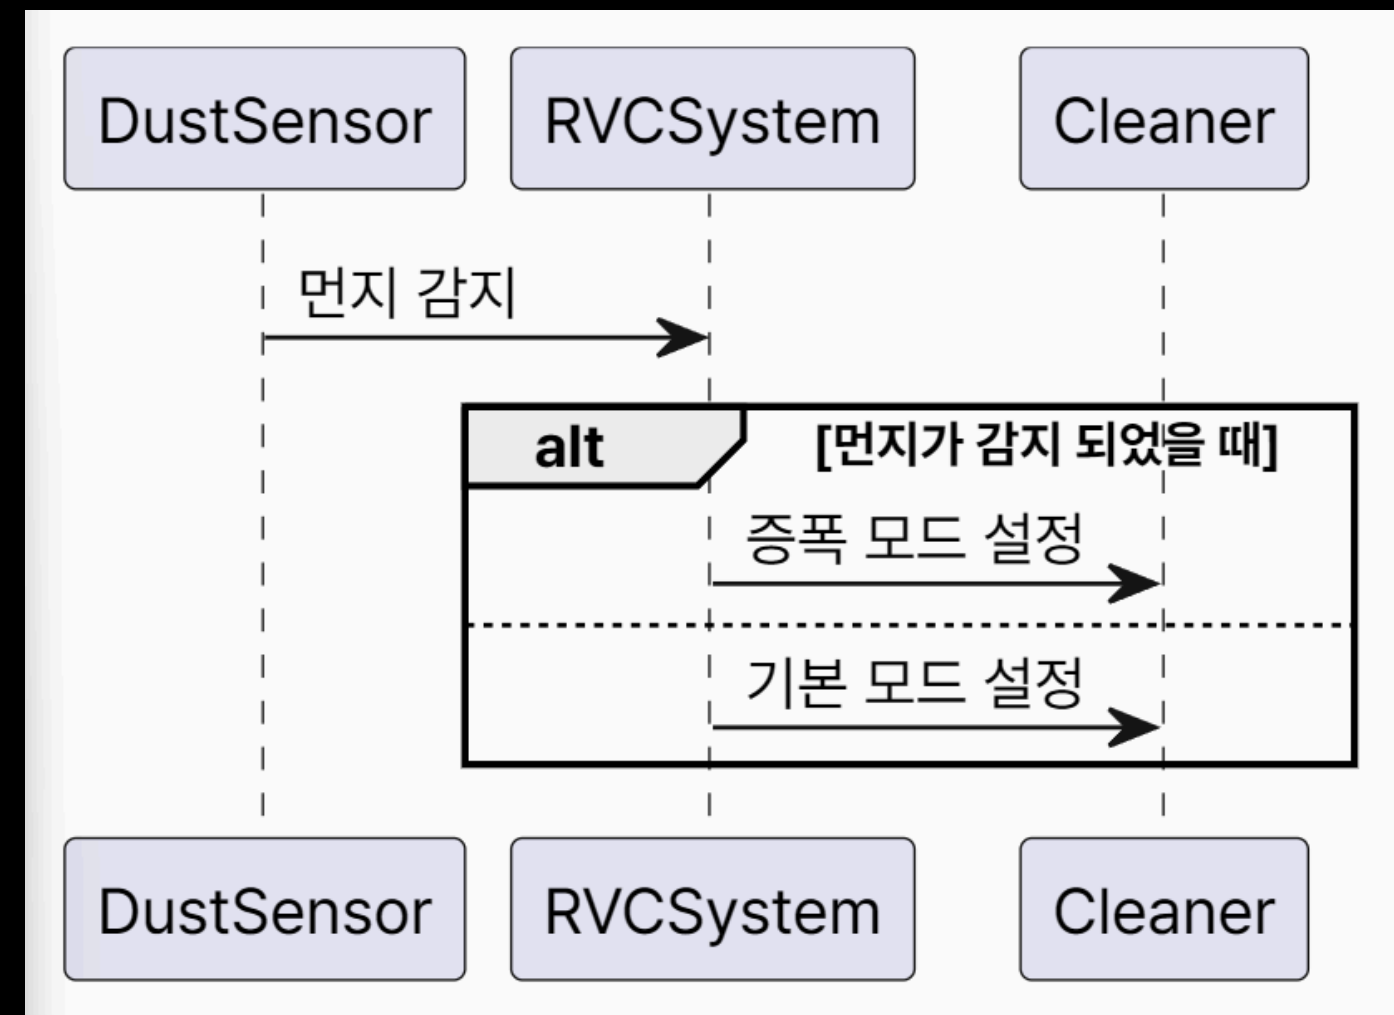 DustSensor RVCSystem Cleaner
먼지 감지
alt [먼지가 감지 되었을 때]
증폭 모드 설정
기본 모드 설정
DustSensor RVCSystem Cleaner